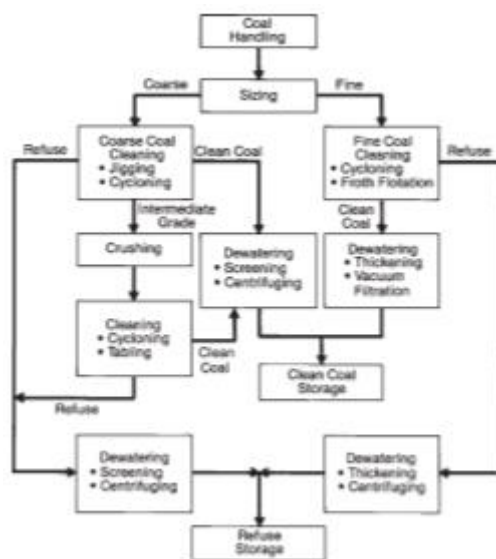 Coal
Handling
Coarse
Sizing
Fine
Refuse
Coarse Coal
Cleaning
• Jigging
• Cycloning
Clean Coal
Fine Coal
Cleaning
• Cycloning
• Froth Flotation
Refuse
Intermediate
Grade
Clean
Coal
Crushing
Dewatering
• Screening
• Centrifuging
Dewatering
• Thickening
• Vacuum
Filtration
Cleaning
• Cycloning
• Tabling
Clean
Coal
Clean Coal
Storage
Refuse
Dewatering
• Screening
• Centrifuging
Dewatering
• Thickening
• Cantrifuging
Refuse
Storage